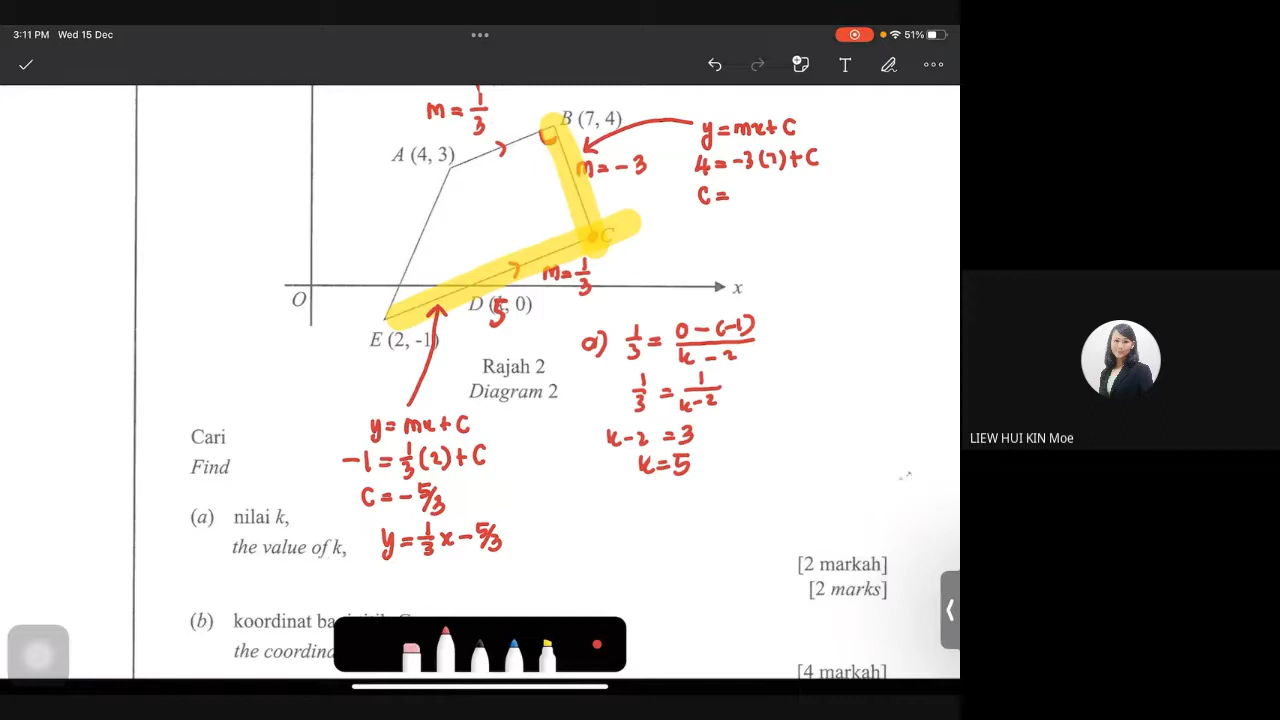 3:11 PM Wed 15 Dec
51%
m = 1/3
B (7, 4)
A (4, 3)
m = -3
y = mx + C
4 = -3(7) + C
C =
C
m = 1/3
O
x
D (k, 0)
5
E (2, -1)
Rajah 2
Diagram 2
a) 1/3 = 0 - (-1) / k - 2
1/3 = 1 / k - 2
k - 2 = 3
k = 5
y = mx + C
-1 = 1/3 (2) + C
C = - 5/3
y = 1/3 x - 5/3
Cari
Find
(a) nilai k,
the value of k,
[2 markah]
[2 marks]
(b) koordinat
the
[4 markah
LIEW HUI KIN Moe